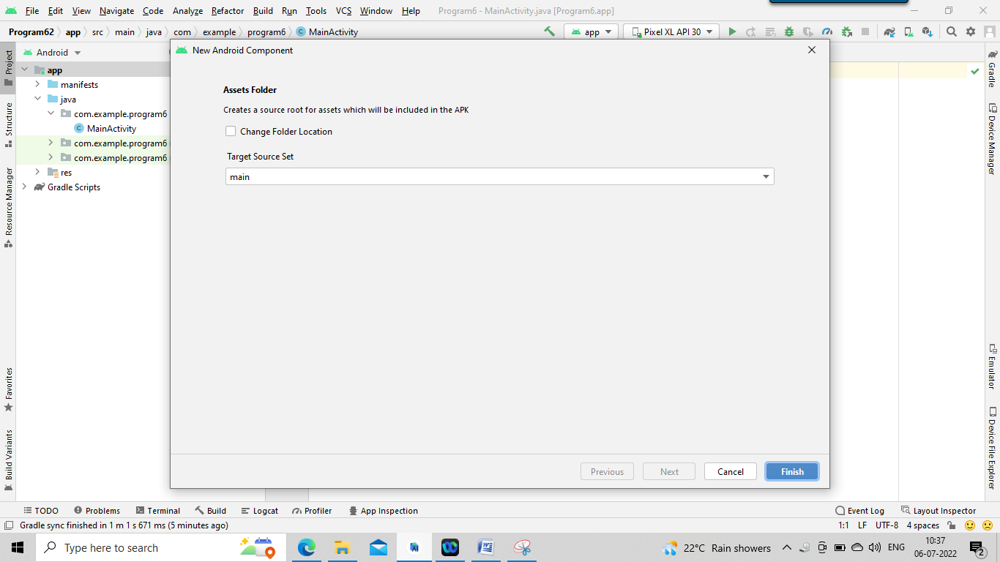 File Edit View Navigate Code Analyze Refactor Build Run Tools VCS Window Help Program6 - MainActivity.java [Program6.app]
Program62 app src main java com example program6 MainActivity app Pixel XL API 30
Project
Structure
Resource Manager
Favorites
Build Variants
Android
app
manifests
java
com.example.program6
MainActivity
com.example.program6
com.example.program6
res
Gradle Scripts
New Android Component
Assets Folder
Creates a source root for assets which will be included in the APK
Change Folder Location
Target Source Set
main
Previous Next Cancel Finish
Gradle
Device Manager
Emulator
Device File Explorer
TODO Problems Terminal Build Logcat Profiler App Inspection Event Log Layout Inspector
Gradle sync finished in 1 m 1 s 671 ms (5 minutes ago) 1:1 LF UTF-8 4 spaces
Type here to search 22°C Rain showers ENG 10:37
06-07-2022 2